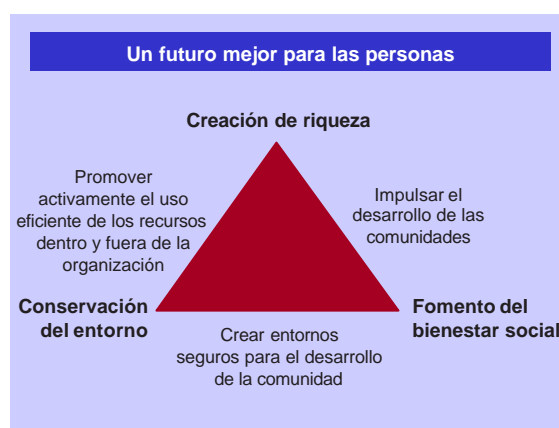 Un futuro mejor para las personas
Creación de riqueza
Promover
activamente el uso
eficiente de los recursos
dentro y fuera de la
organización
Impulsar el
desarrollo de las
comunidades
Conservación
del entorno
Fomento del
bienestar social
Crear entornos
seguros para el desarrollo
de la comunidad